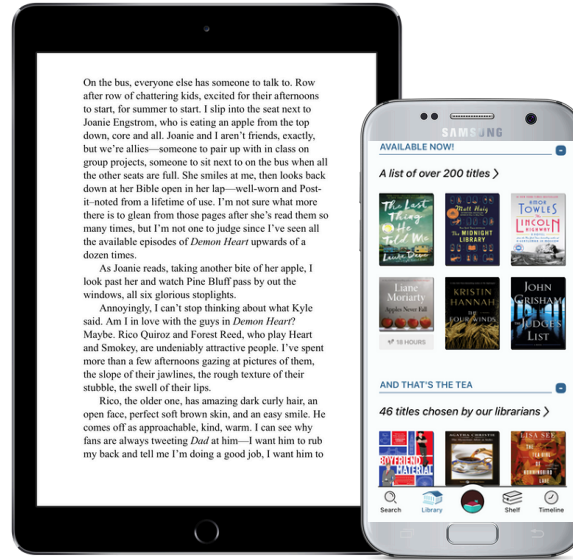 On the bus, everyone else has someone to talk to. Row
after row of chattering kids, excited for their afternoons
to start, for summer to start. I slip into the seat next to
Joanie Engstrom, who is eating an apple from the top
down, core and all. Joanie and I aren't friends, exactly,
but we're allies—someone to pair up with in class on
group projects, someone to sit next to on the bus when all
the other seats are full. She smiles at me, then looks back
down at her Bible open in her lap—well-worn and Post-
it–noted from a lifetime of use. I'm not sure what more
there is to glean from those pages after she's read them so
many times, but I'm not one to judge since I've seen all
the available episodes of Demon Heart upwards of a
dozen times.
As Joanie reads, taking another bite of her apple, I
look past her and watch Pine Bluff pass by out the
windows, all six glorious stoplights.
Annoyingly, I can't stop thinking about what Kyle
said. Am I in love with the guys in Demon Heart?
Maybe. Rico Quiroz and Forest Reed, who play Heart
and Smokey, are undeniably attractive people. I've spent
more than a few afternoons gazing at pictures of them,
the slope of their jawlines, the rough texture of their
stubble, the swell of their lips.
Rico, the older one, has amazing dark curly hair, an
open face, perfect soft brown skin, and an easy smile. He
comes off as approachable, kind, warm. I can see why
fans are always tweeting Dad at him—I want him to rub
my back and tell me I'm doing a good job, I want him to
SAMSUNG
AVAILABLE NOW!
A list of over 200 titles
The Last
Thing
He Told
Me
Laura Dave
Matt Haig
The MIDNIGHT
LIBRARY
AMOR
TOWLES
The
LINCOLN
HIGHWAY
Liane
Moriarty
Apples Never Fall
18 HOURS
KRISTIN
HANNAH
THE
FOUR WINDS
JOHN
GRISHAM
THE
JUDGE'S
LIST
AND THAT'S THE TEA
46 titles chosen by our librarians
BOYFRIEND
MATERIAL
AGATHA CHRISTIE
LISA SEE
THE
TEA GIRL
OF
HUMMINGBIRD
LANE
Search
Library
Shelf
Timeline